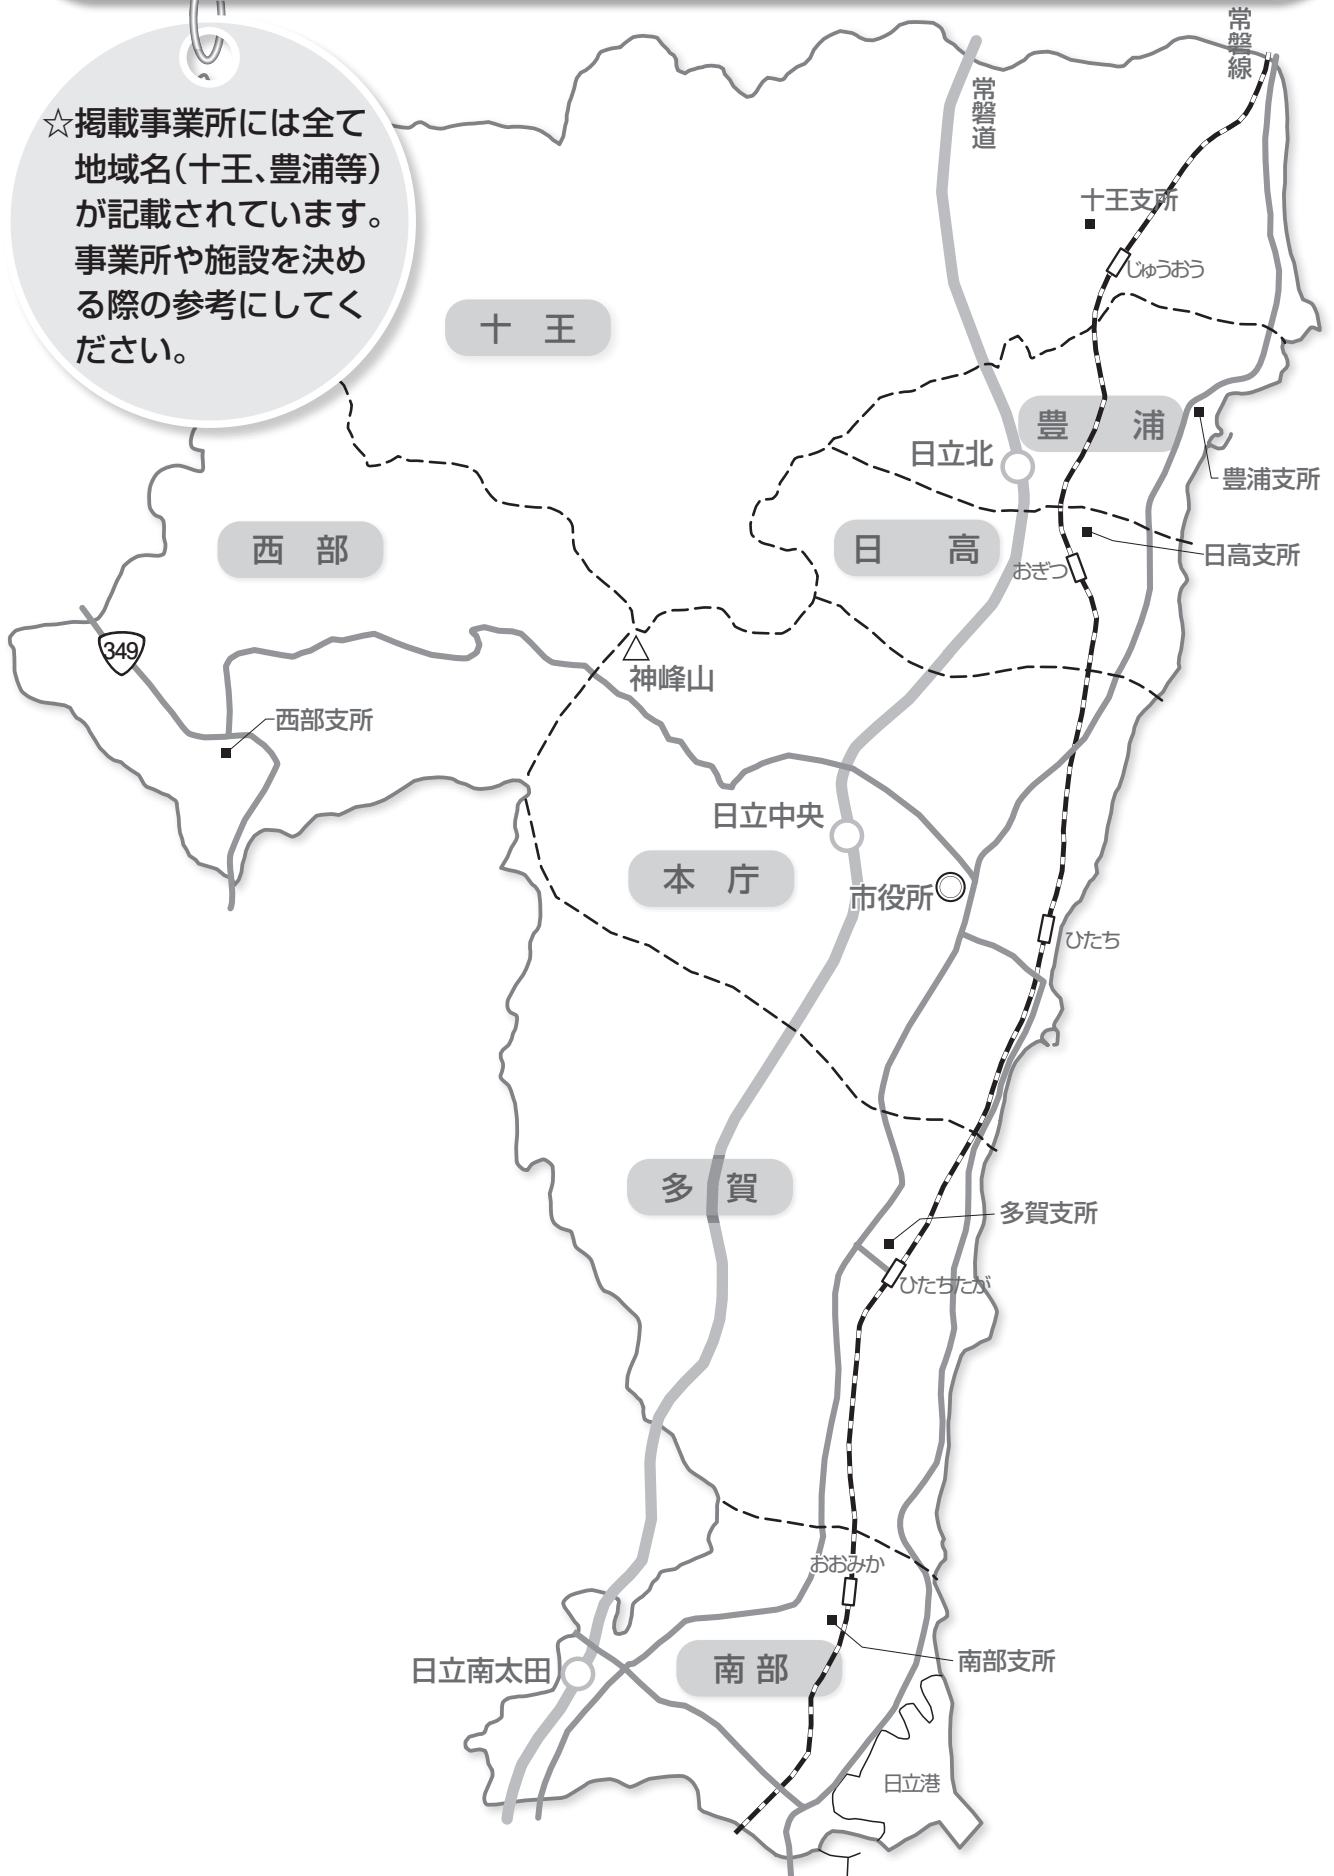 常磐線
☆掲載事業所には全て
地域名(十王、豊浦等)
が記載されています。
事業所や施設を決め
る際の参考にしてく
ださい。
常磐道
十王支所
じゅうおう
十 王
豊 浦
日立北
豊浦支所
西 部
日 高
日高支所
おぎつ
349
神峰山
西部支所
日立中央
本 庁
市役所
ひたち
多 賀
多賀支所
ひたちたが
おおみか
南 部
南部支所
日立南太田
日立港